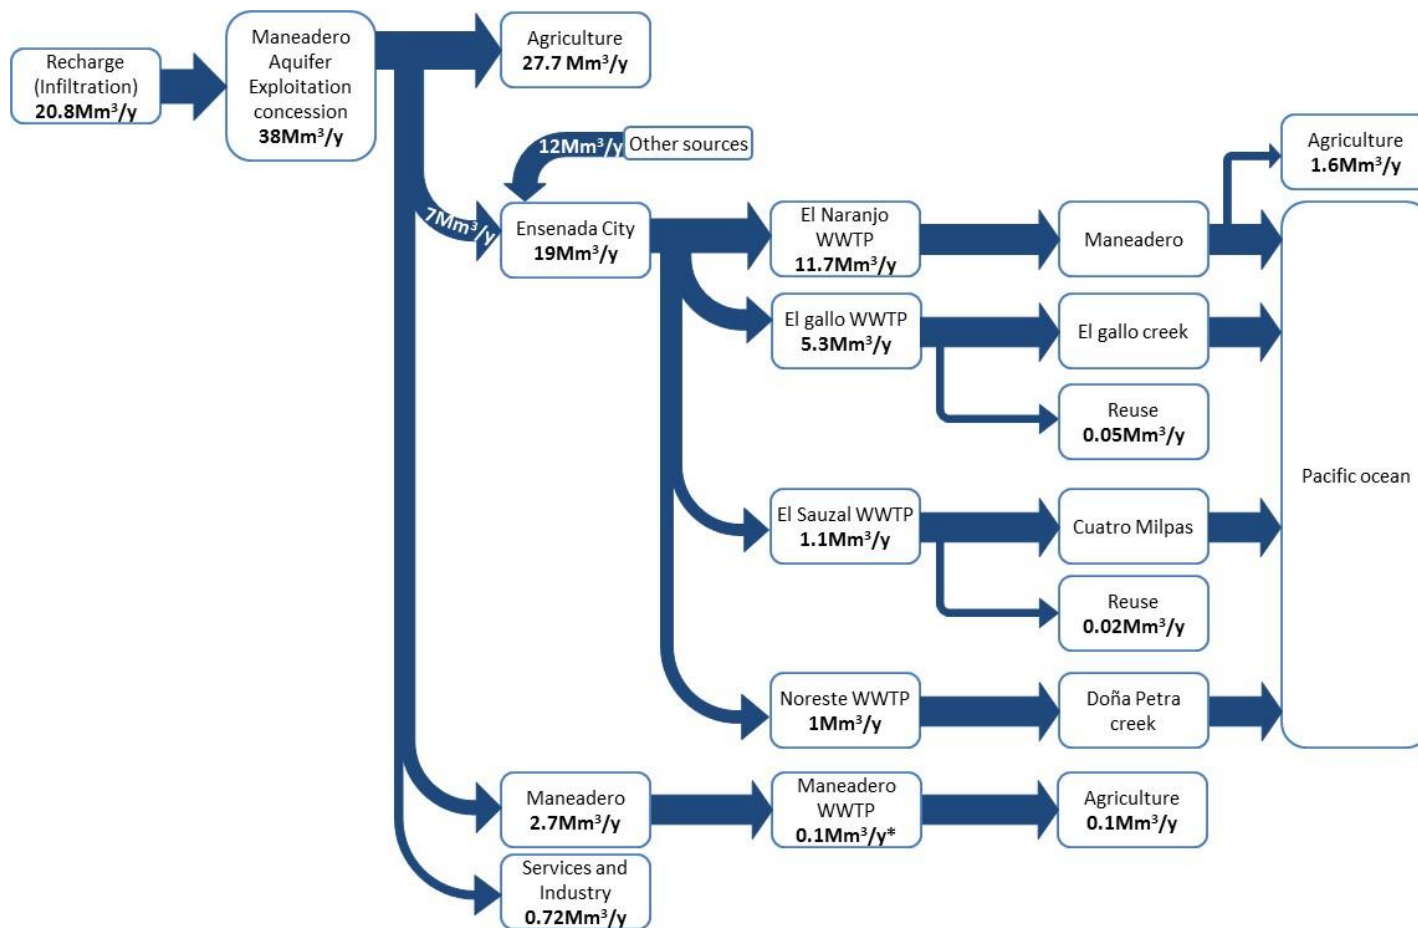 Recharge
(Infiltration)
20.8Mm³/y
Maneadero
Aquifer
Exploitation
concession
38Mm³/y
Agriculture
27.7 Mm³/y
12Mm³/y
Other sources
7Mm³/y
Ensenada City
19Mm³/y
El Naranjo
WWTP
11.7Mm³/y
Maneadero
Agriculture
1.6Mm³/y
El gallo WWTP
5.3Mm³/y
El gallo creek
Reuse
0.05Mm³/y
Pacific ocean
El Sauzal WWTP
1.1Mm³/y
Cuatro Milpas
Reuse
0.02Mm³/y
Noreste WWTP
1Mm³/y
Doña Petra
creek
Maneadero
2.7Mm³/y
Maneadero
WWTP
0.1Mm³/y*
Agriculture
0.1Mm³/y
Services and
Industry
0.72Mm³/y